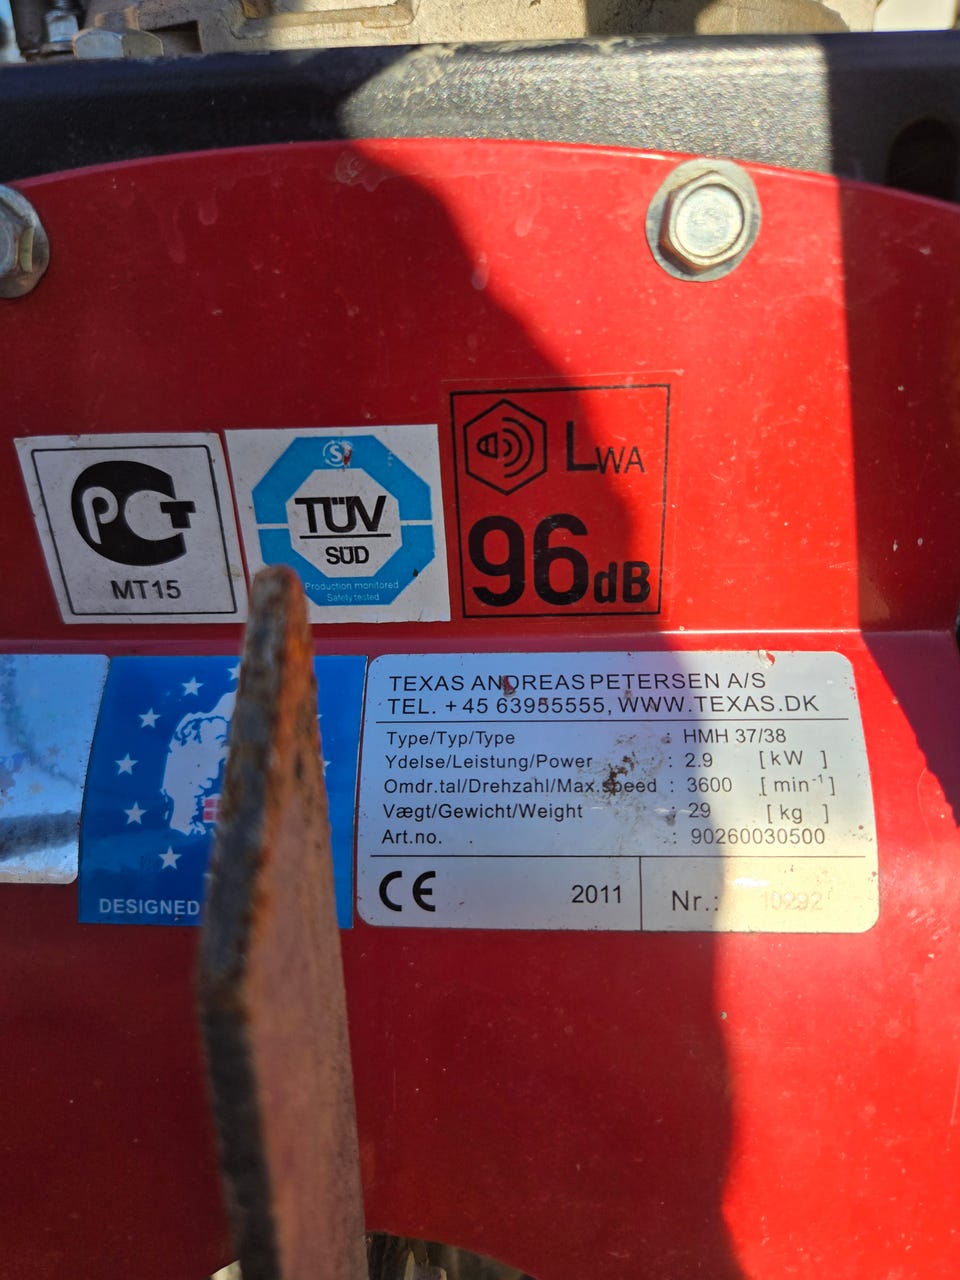 PCT
MT15
S
TÜV
SÜD
Production monitored
Safety tested
LWA
96dB
TEXAS ANDREAS PETERSEN A/S
TEL. +45 63955555, WWW.TEXAS.DK
Type/Typ/Type : HMH 37/38
Ydelse/Leistung/Power : 2.9 [kW ]
Omdr.tal/Drehzahl/Max.speed : 3600 [min-1]
Vægt/Gewicht/Weight : 29 [kg ]
Art.no. : 90260030500
CE 2011 Nr.: 10292
DESIGNED